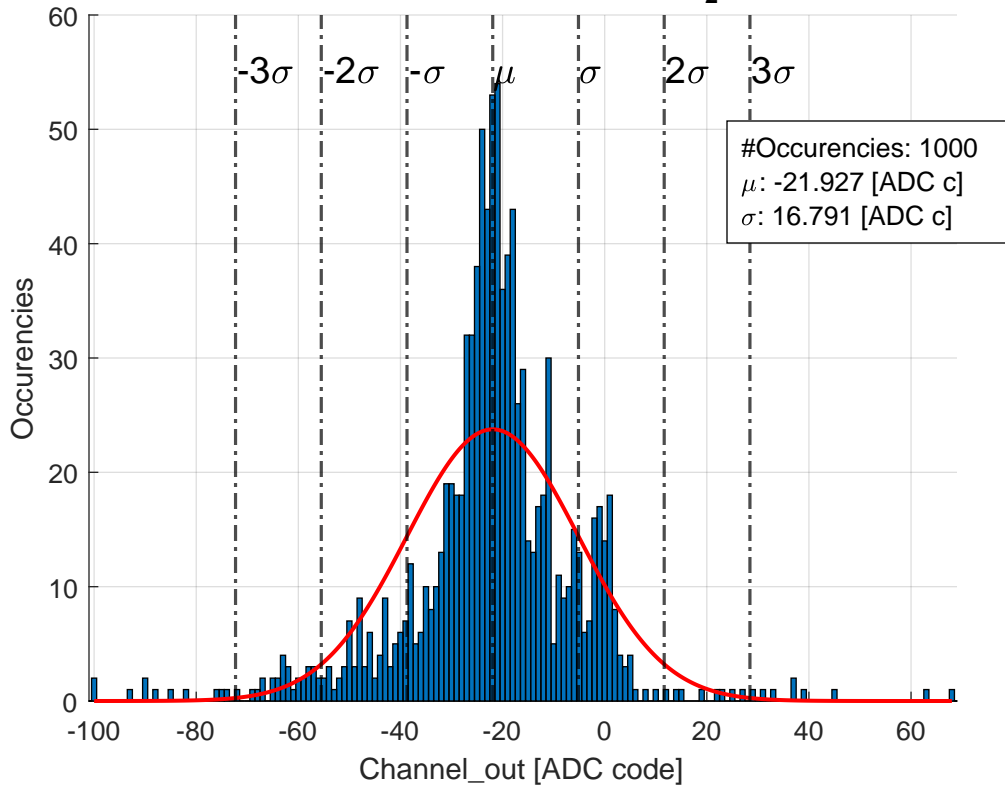 2
60
50
40
30
20
10
0
-3σ -2σ -σ μ σ 2σ 3σ
#Occurencies: 1000
μ: -21.927 [ADC c]
σ: 16.791 [ADC c]
Occurencies
-100 -80 -60 -40 -20 0 20 40 60
Channel_out [ADC code]